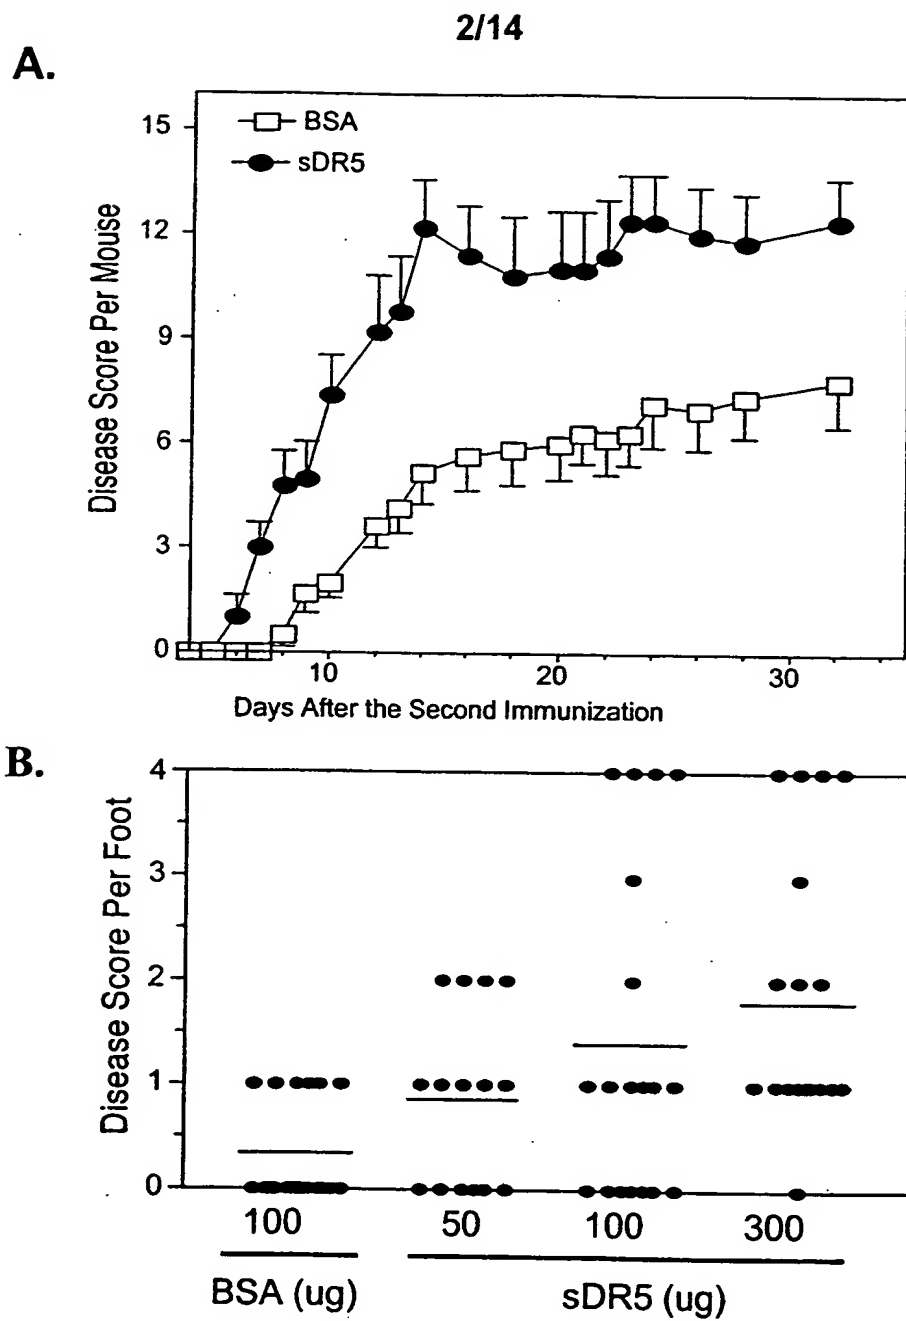 2/14
A.
15
BSA
sDR5
12
9
6
3
0
Disease Score Per Mouse
10 20 30
Days After the Second Immunization
B.
4
3
2
1
0
Disease Score Per Foot
100 50 100 300
BSA (ug) sDR5 (ug)